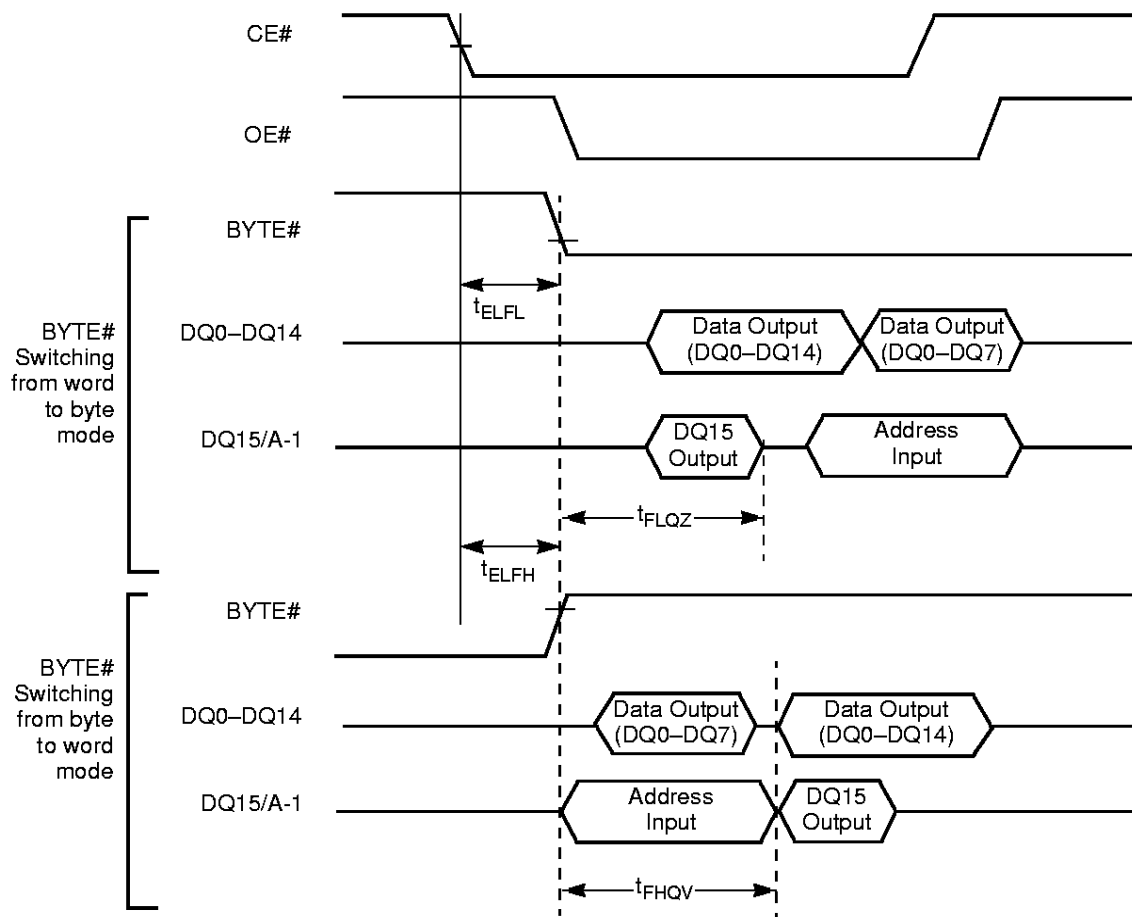 CE#
OE#
BYTE#
tELFL
BYTE#
Switching
from word
to byte
mode
DQ0–DQ14
Data Output
(DQ0–DQ14)
Data Output
(DQ0–DQ7)
DQ15/A-1
DQ15
Output
Address
Input
tFLQZ
tELFH
BYTE#
BYTE#
Switching
from byte
to word
mode
DQ0–DQ14
Data Output
(DQ0–DQ7)
Data Output
(DQ0–DQ14)
DQ15/A-1
Address
Input
DQ15
Output
tFHQV